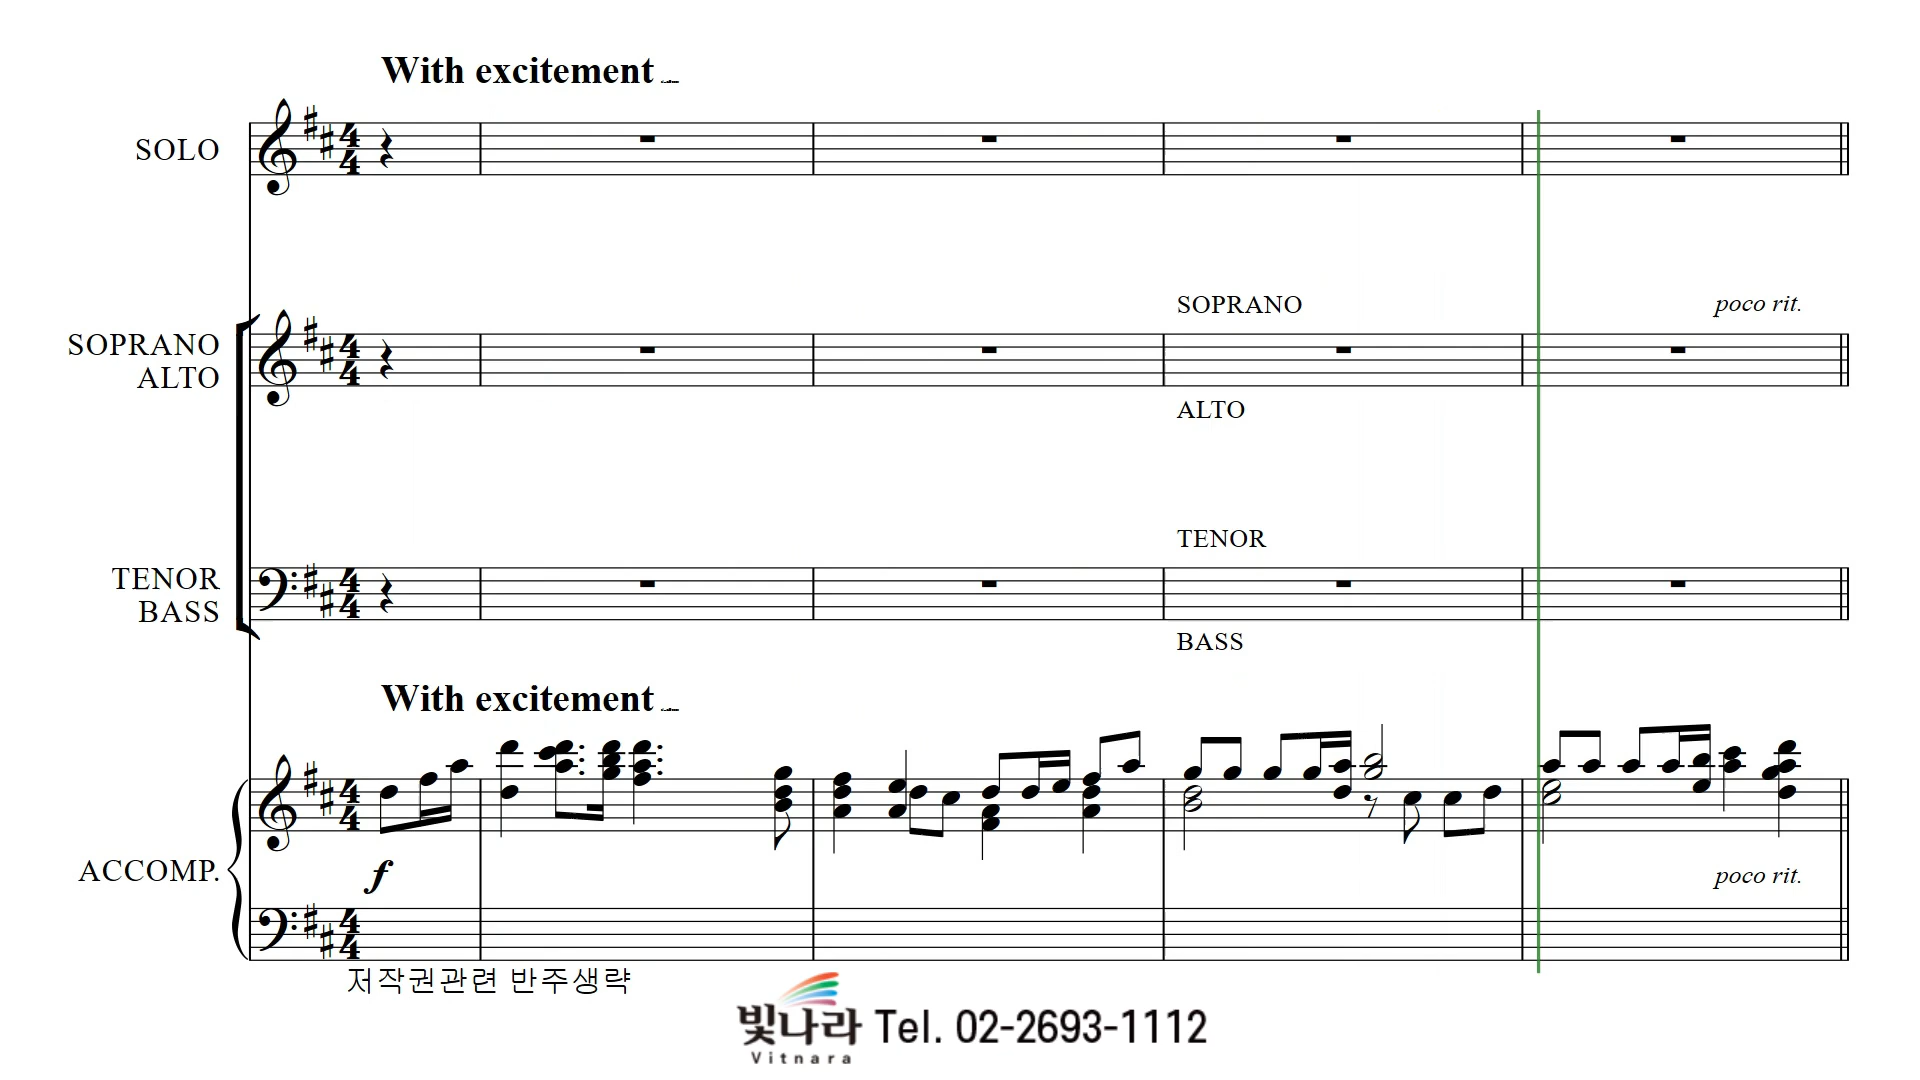 With excitement
SOLO
SOPRANO
poco rit.
SOPRANO
ALTO
ALTO
TENOR
TENOR
BASS
BASS
With excitement
ACCOMP.
f
poco rit.
저작권관련 반주생략
빛나라 Tel. 02-2693-1112
Vitnara